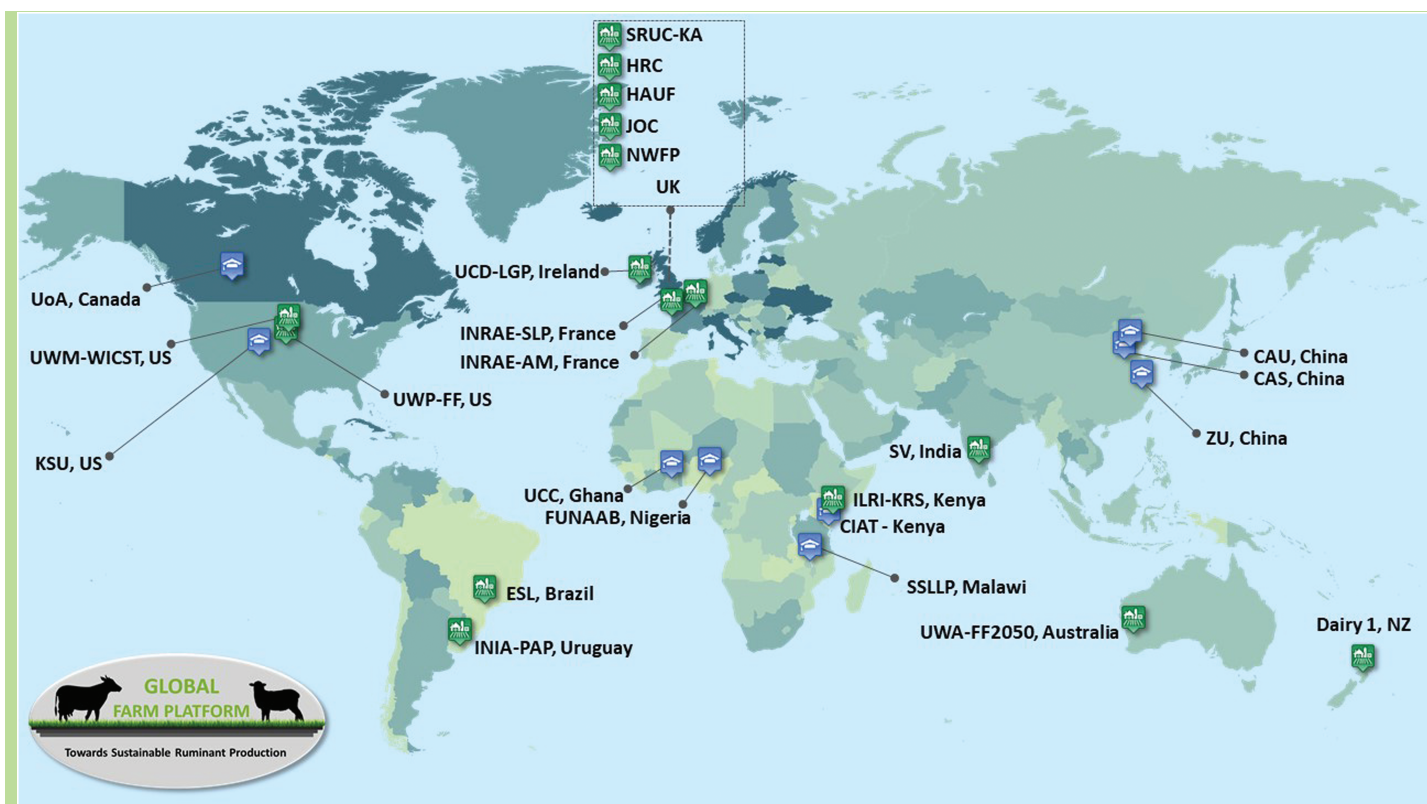 SRUC-KA
HRC
HAUF
JOC
NWFP
UK
UoA, Canada
UCD-LGP, Ireland
UWM-WICST, US
INRAE-SLP, France
INRAE-AM, France
CAU, China
CAS, China
UWP-FF, US
KSU, US
ZU, China
SV, India
UCC, Ghana
FUNAAB, Nigeria
ILRI-KRS, Kenya
CIAT - Kenya
SSLLP, Malawi
ESL, Brazil
INIA-PAP, Uruguay
UWA-FF2050, Australia
Dairy 1, NZ
GLOBAL
FARM PLATFORM
Towards Sustainable Ruminant Production